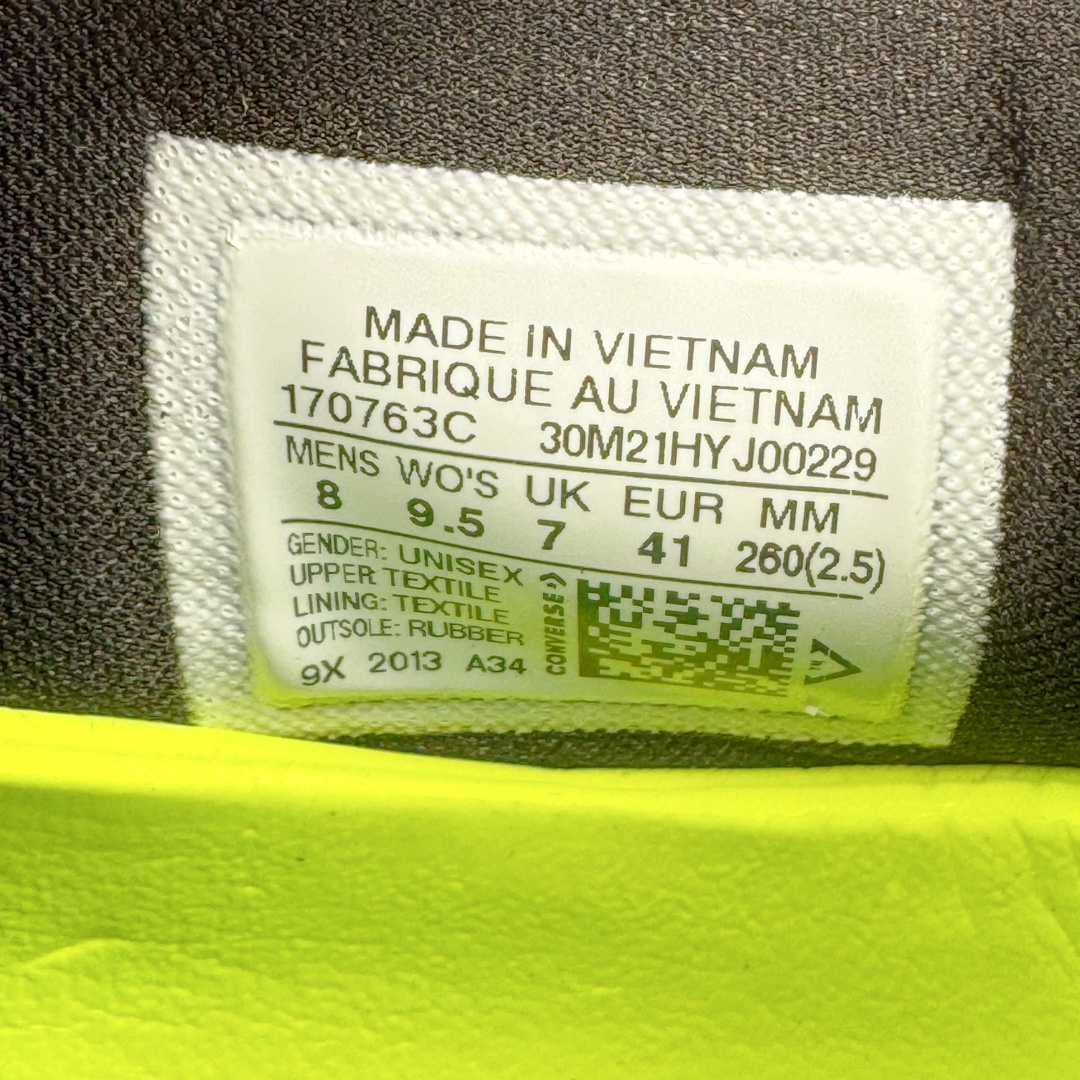 MADE IN VIETNAM
FABRIQUE AU VIETNAM
170763C 30M21HYJ00229
MENS WO'S UK EUR MM
8 9.5 7 41 260(2.5)
GENDER: UNISEX
UPPER: TEXTILE
LINING: TEXTILE
OUTSOLE: RUBBER
9X 2013 A34
CONVERSE
TM